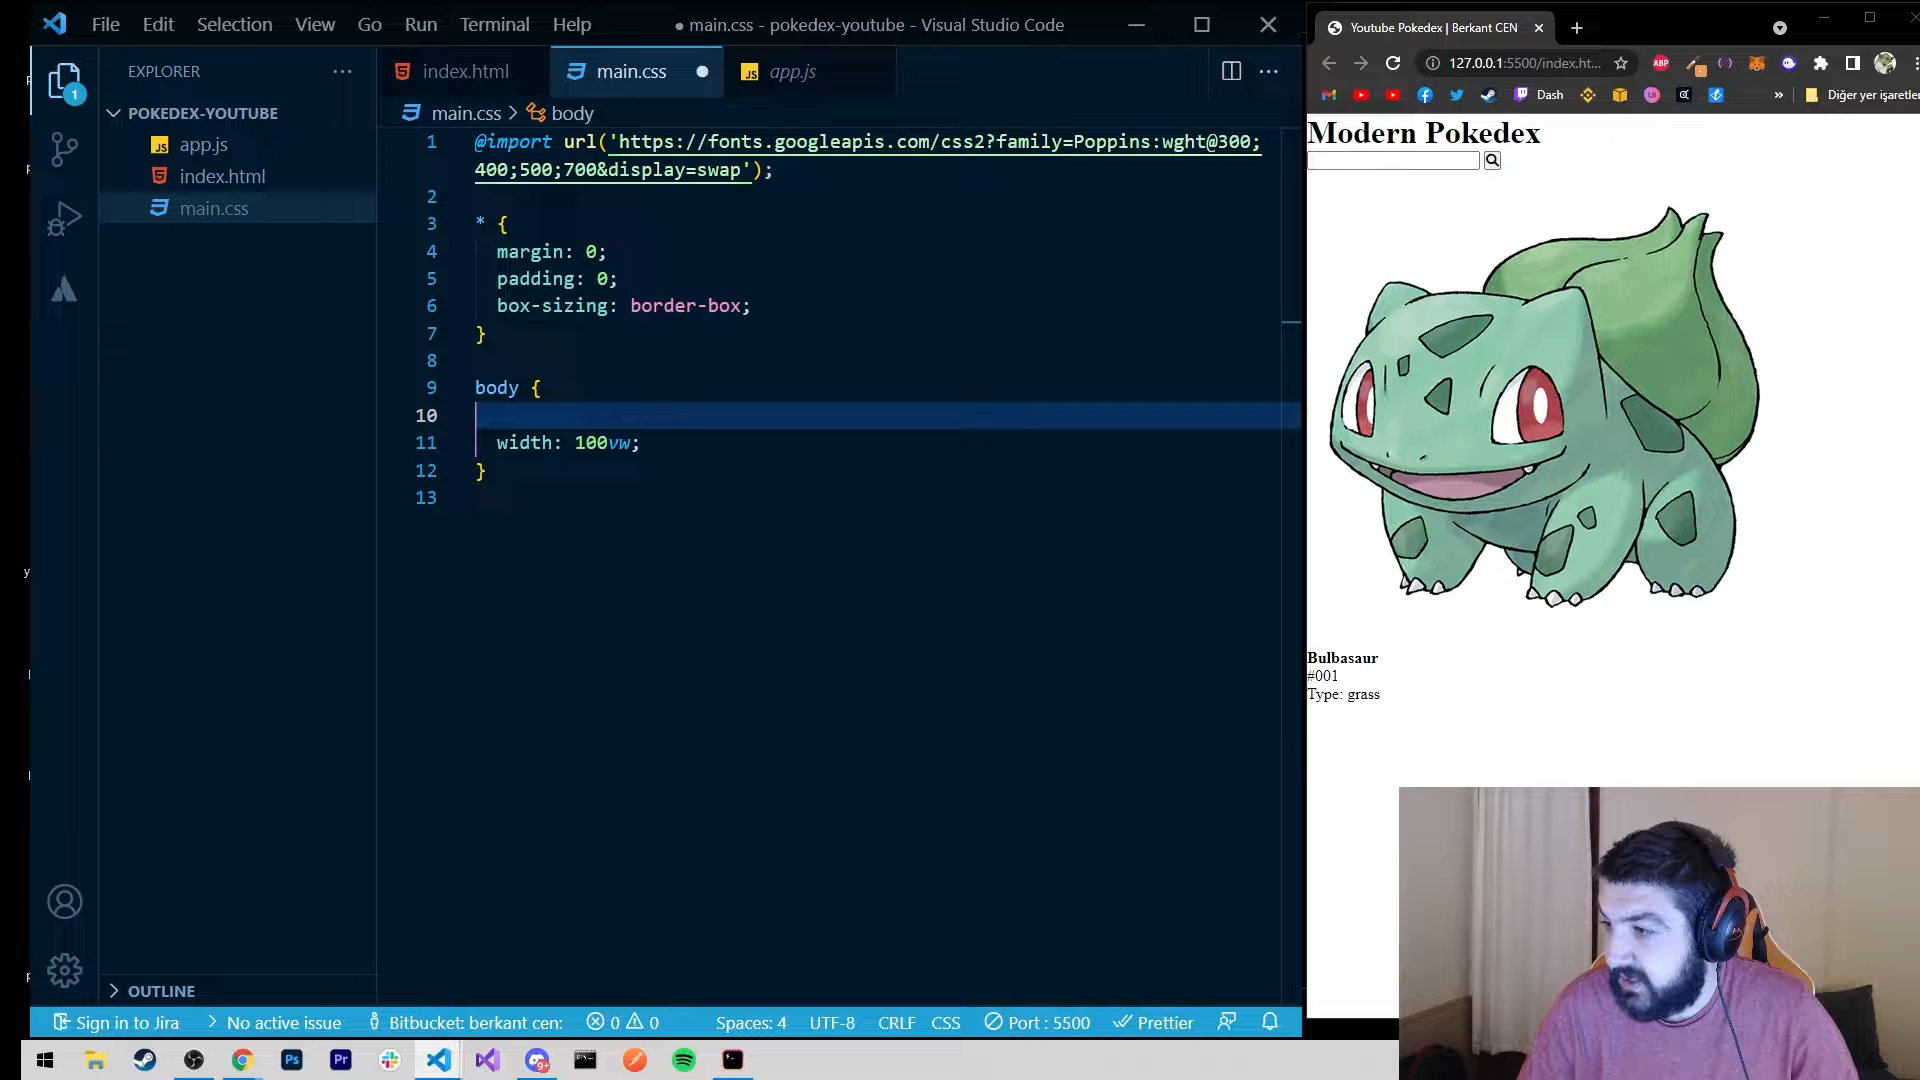 File Edit Selection View Go Run Terminal Help
● main.css - pokedex-youtube - Visual Studio Code
EXPLORER
1
POKEDEX-YOUTUBE
app.js
index.html
main.css
OUTLINE
index.html main.css app.js
main.css > body
1 @import url('https://fonts.googleapis.com/css2?family=Poppins:wght@300;
400;500;700&display=swap');
2
3 * {
4 margin: 0;
5 padding: 0;
6 box-sizing: border-box;
7 }
8
9 body {
10
11 width: 100vw;
12 }
13
Sign in to Jira > No active issue Bitbucket: berkant cen: 0 0 Spaces: 4 UTF-8 CRLF CSS Port : 5500 Prettier
Ps Pr 9+
Youtube Pokedex | Berkant CEN
127.0.0.1:5500/index.ht...
ABP
Dash » Diğer yer işaretler
Modern Pokedex
Bulbasaur
#001
Type: grass